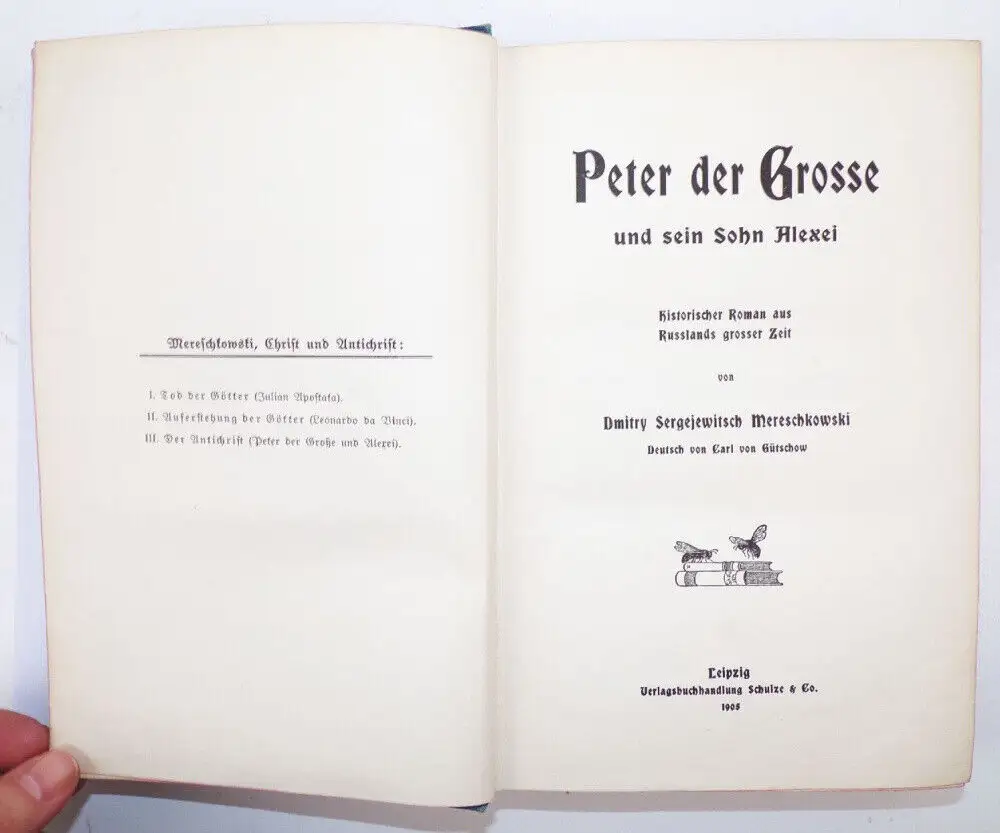 Mereschkowski, Christ und Antichrist:
I. Tod der Götter (Julian Apostata).
II. Auferstehung der Götter (Leonardo da Vinci).
III. Der Antichrist (Peter der Große und Alexei).
Peter der Grosse
und sein Sohn Alexei
Historischer Roman aus
Russlands grosser Zeit
von
Dmitry Sergejewitsch Mereschkowski
Deutsch von Carl von Gütschow
Leipzig
Verlagsbuchhandlung Schulze & Co.
1905